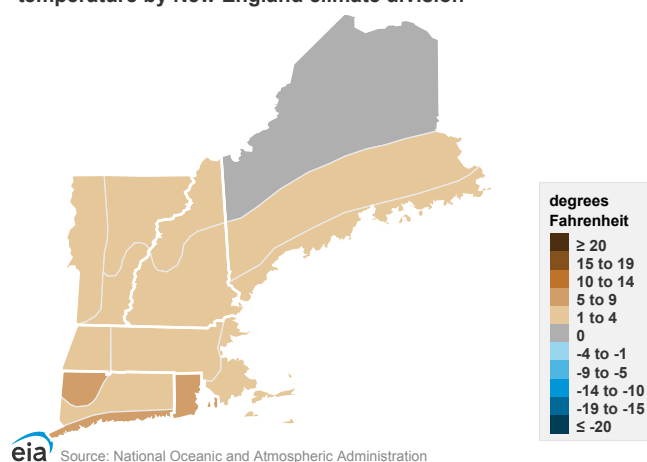 temperature by New England climate division
degrees
Fahrenheit
≥ 20
15 to 19
10 to 14
5 to 9
1 to 4
0
-4 to -1
-9 to -5
-14 to -10
-19 to -15
≤ -20
eia
Source: National Oceanic and Atmospheric Administration